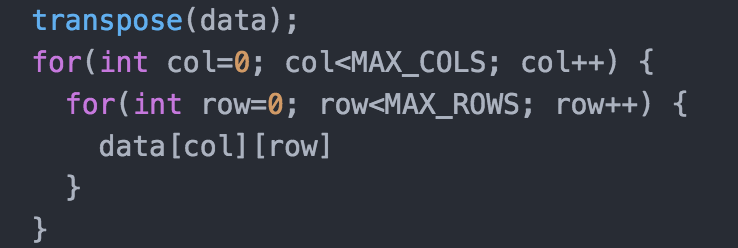 transpose(data);
for(int col=0; col<MAX_COLS; col++) {
  for(int row=0; row<MAX_ROWS; row++) {
    data[col][row]
  }
}